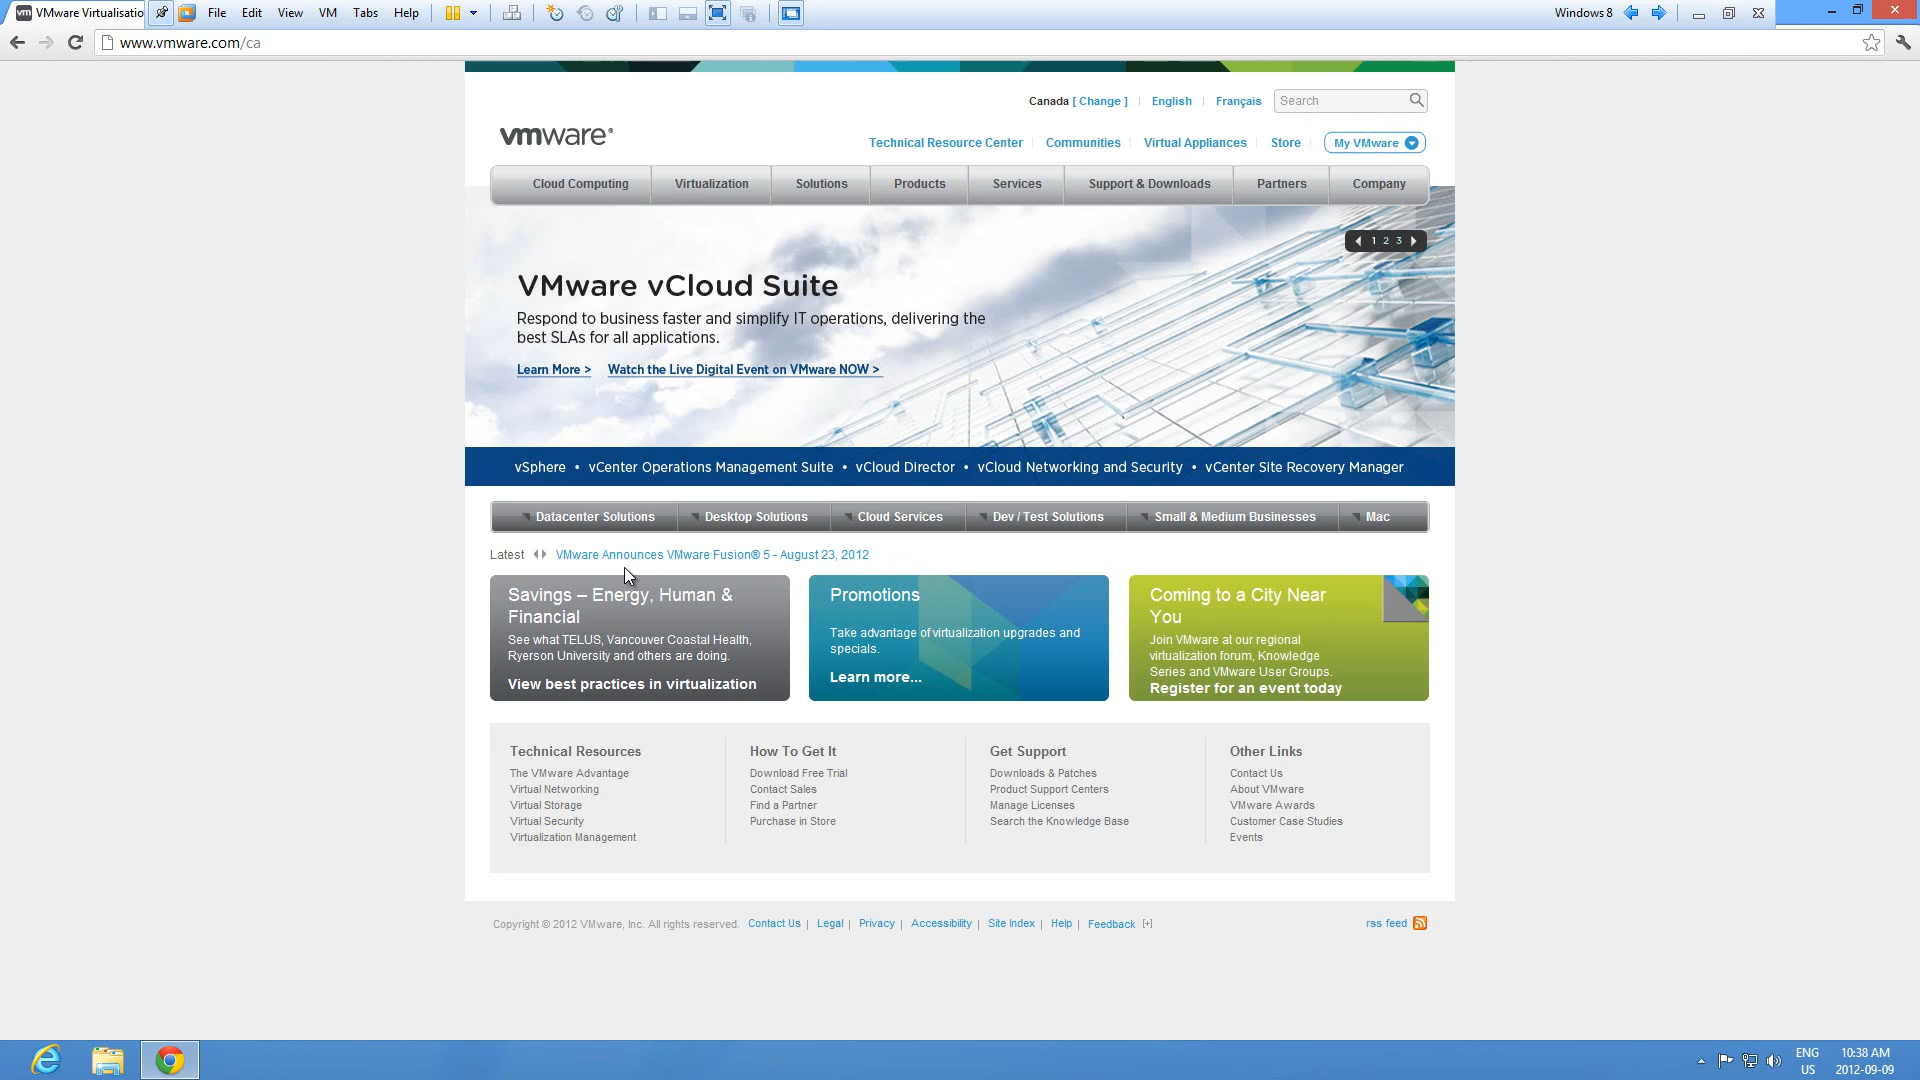 VMware Virtualisatio
File Edit View VM Tabs Help
Windows 8
www.vmware.com/ca
Canada [ Change ] | English | Français
Search
vmware®
Technical Resource Center | Communities | Virtual Appliances | Store | My VMware
Cloud Computing Virtualization Solutions Products Services Support & Downloads Partners Company
1 2 3
VMware vCloud Suite
Respond to business faster and simplify IT operations, delivering the
best SLAs for all applications.
Learn More > Watch the Live Digital Event on VMware NOW >
vSphere • vCenter Operations Management Suite • vCloud Director • vCloud Networking and Security • vCenter Site Recovery Manager
Datacenter Solutions Desktop Solutions Cloud Services Dev / Test Solutions Small & Medium Businesses Mac
Latest VMware Announces VMware Fusion® 5 - August 23, 2012
Savings – Energy, Human &
Financial
See what TELUS, Vancouver Coastal Health,
Ryerson University and others are doing.
View best practices in virtualization
Promotions
Take advantage of virtualization upgrades and
specials.
Learn more...
Coming to a City Near
You
Join VMware at our regional
virtualization forum, Knowledge
Series and VMware User Groups.
Register for an event today
Technical Resources
The VMware Advantage
Virtual Networking
Virtual Storage
Virtual Security
Virtualization Management
How To Get It
Download Free Trial
Contact Sales
Find a Partner
Purchase in Store
Get Support
Downloads & Patches
Product Support Centers
Manage Licenses
Search the Knowledge Base
Other Links
Contact Us
About VMware
VMware Awards
Customer Case Studies
Events
Copyright © 2012 VMware, Inc. All rights reserved. Contact Us | Legal | Privacy | Accessibility | Site Index | Help | Feedback [+]
rss feed
ENG
US
10:38 AM
2012-09-09